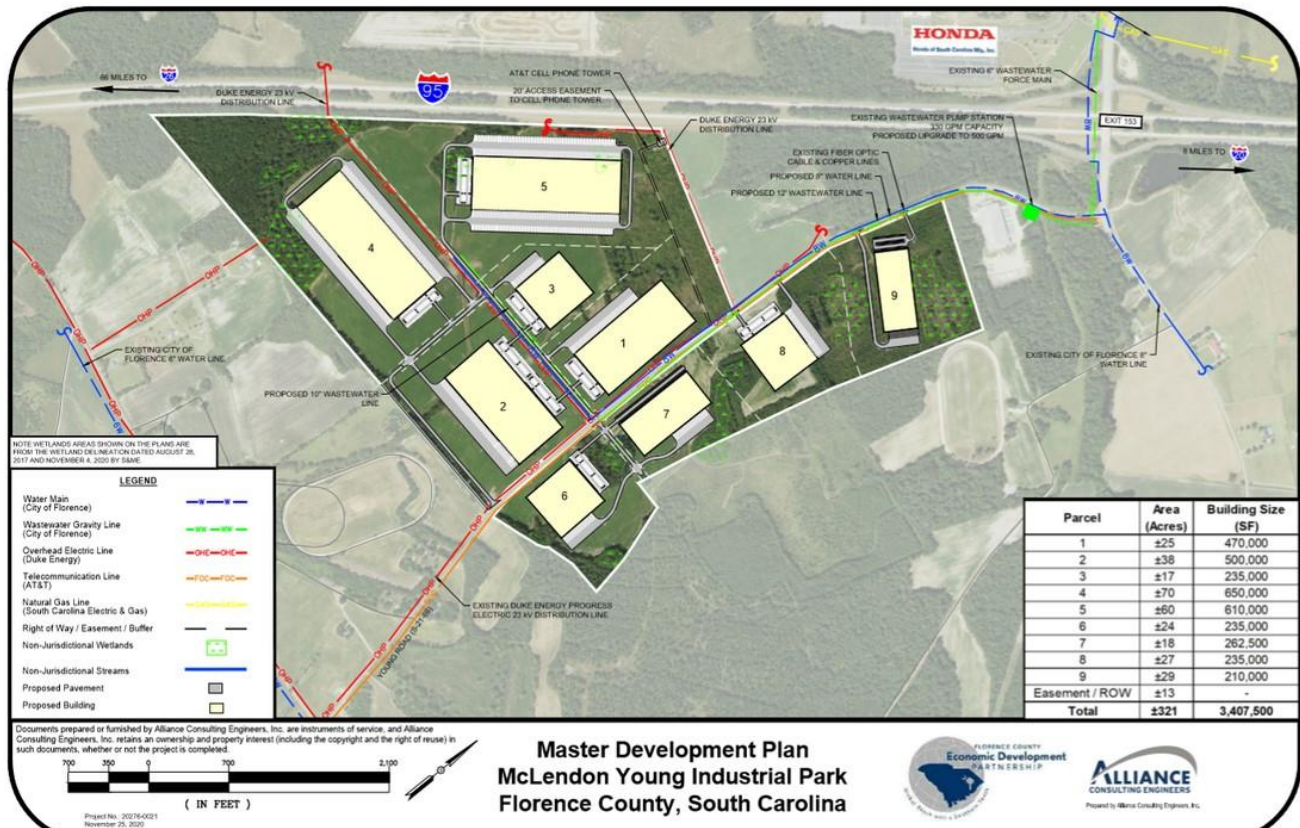 HONDA
Honda of South Carolina Mfg., Inc.
66 MILES TO
DUKE ENERGY 23 kV
DISTRIBUTION LINE
95
AT&T CELL PHONE TOWER
20' ACCESS EASEMENT
TO CELL PHONE TOWER
DUKE ENERGY 23 kV
DISTRIBUTION LINE
EXISTING 6" WASTEWATER
FORCE MAIN
EXIT 153
EXISTING WASTEWATER PUMP STATION
330 GPM CAPACITY
PROPOSED UPGRADE TO 500 GPM
8 MILES TO
20
EXISTING FIBER OPTIC
CABLE & COPPER LINES
PROPOSED 8" WATER LINE
PROPOSED 12" WASTEWATER LINE
5
4
3
1
9
8
2
7
6
EXISTING CITY OF
FLORENCE 6" WATER LINE
EXISTING CITY OF FLORENCE 8"
WATER LINE
PROPOSED 10" WASTEWATER
LINE
EXISTING DUKE ENERGY PROGRESS
ELECTRIC 23 kV DISTRIBUTION LINE
YOUNG ROAD (S-21-58)
NOTE: WETLANDS AREAS SHOWN ON THE PLANS ARE
FROM THE WETLAND DELINEATION DATED AUGUST 28,
2017 AND NOVEMBER 4, 2020 BY S&ME.
LEGEND
Water Main
(City of Florence)
Wastewater Gravity Line
(City of Florence)
Overhead Electric Line
(Duke Energy)
Telecommunication Line
(AT&T)
Natural Gas Line
(South Carolina Electric & Gas)
Right of Way / Easement / Buffer
Non-Jurisdictional Wetlands
Non-Jurisdictional Streams
Proposed Pavement
Proposed Building
Parcel Area (Acres) Building Size (SF)
1 ±25 470,000
2 ±38 500,000
3 ±17 235,000
4 ±70 650,000
5 ±60 610,000
6 ±24 235,000
7 ±18 262,500
8 ±27 235,000
9 ±29 210,000
Easement / ROW ±13 -
Total ±321 3,407,500
Documents prepared or furnished by Alliance Consulting Engineers, Inc. are instruments of service, and Alliance
Consulting Engineers, Inc. retains an ownership and property interest (including the copyright and the right of reuse) in
such documents, whether or not the project is completed.
700 350 0 700 2,100
( IN FEET )
Project No.: 20276-0021
November 25, 2020
Master Development Plan
McLendon Young Industrial Park
Florence County, South Carolina
FLORENCE COUNTY
Economic Development
PARTNERSHIP
ALLIANCE
CONSULTING ENGINEERS
Prepared by Alliance Consulting Engineers, Inc.